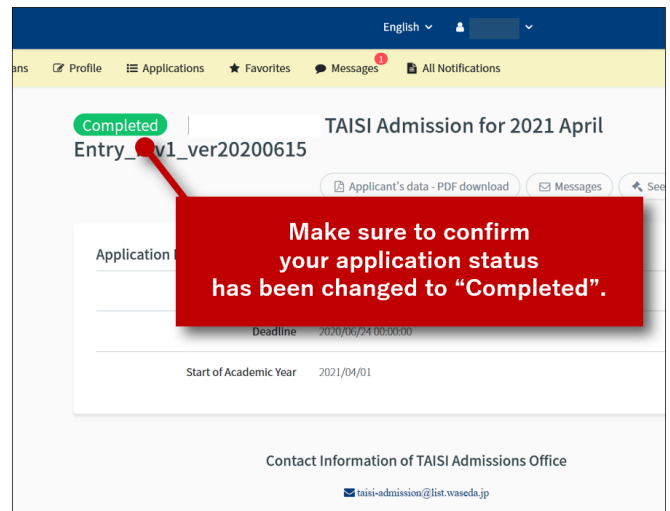 English
ans Profile Applications Favorites Messages 1 All Notifications
Completed TAISI Admission for 2021 April
Entry_ v1_ver20200615
Applicant's data - PDF download Messages See
Make sure to confirm
your application status
has been changed to “Completed”.
Application
Deadline 2020/06/24 00:00:00
Start of Academic Year 2021/04/01
Contact Information of TAISI Admissions Office
taisi-admission@list.waseda.jp